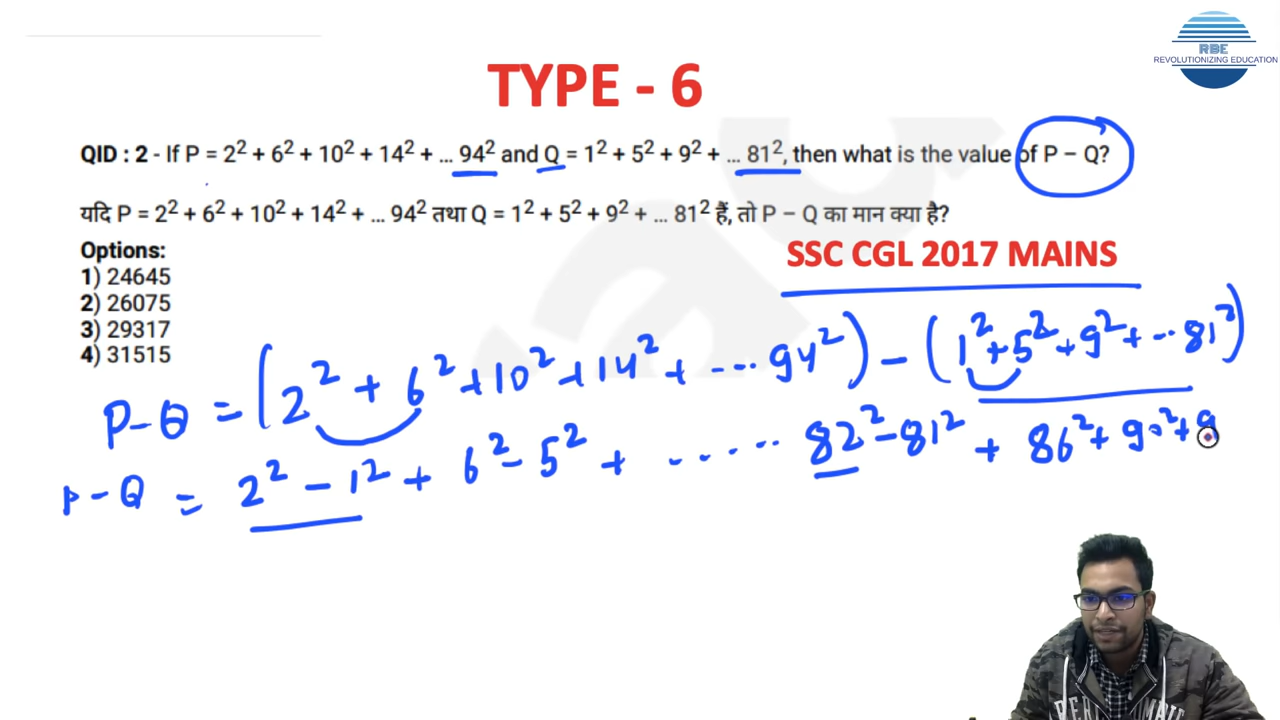 RBE
REVOLUTIONIZING EDUCATION
TYPE - 6
QID : 2 - If P = 2² + 6² + 10² + 14² + ... 94² and Q = 1² + 5² + 9² + ... 81², then what is the value of P – Q?
यदि P = 2² + 6² + 10² + 14² + ... 94² तथा Q = 1² + 5² + 9² + ... 81² हैं, तो P – Q का मान क्या है?
Options:
SSC CGL 2017 MAINS
1) 24645
2) 26075
3) 29317
4) 31515
P-Q = (2² + 6² + 10² + 14² + ... 94²) - (1² + 5² + 9² + ... 81²)
P-Q = 2² - 1² + 6² - 5² + ..... 82² - 81² + 86² + 90² + 9